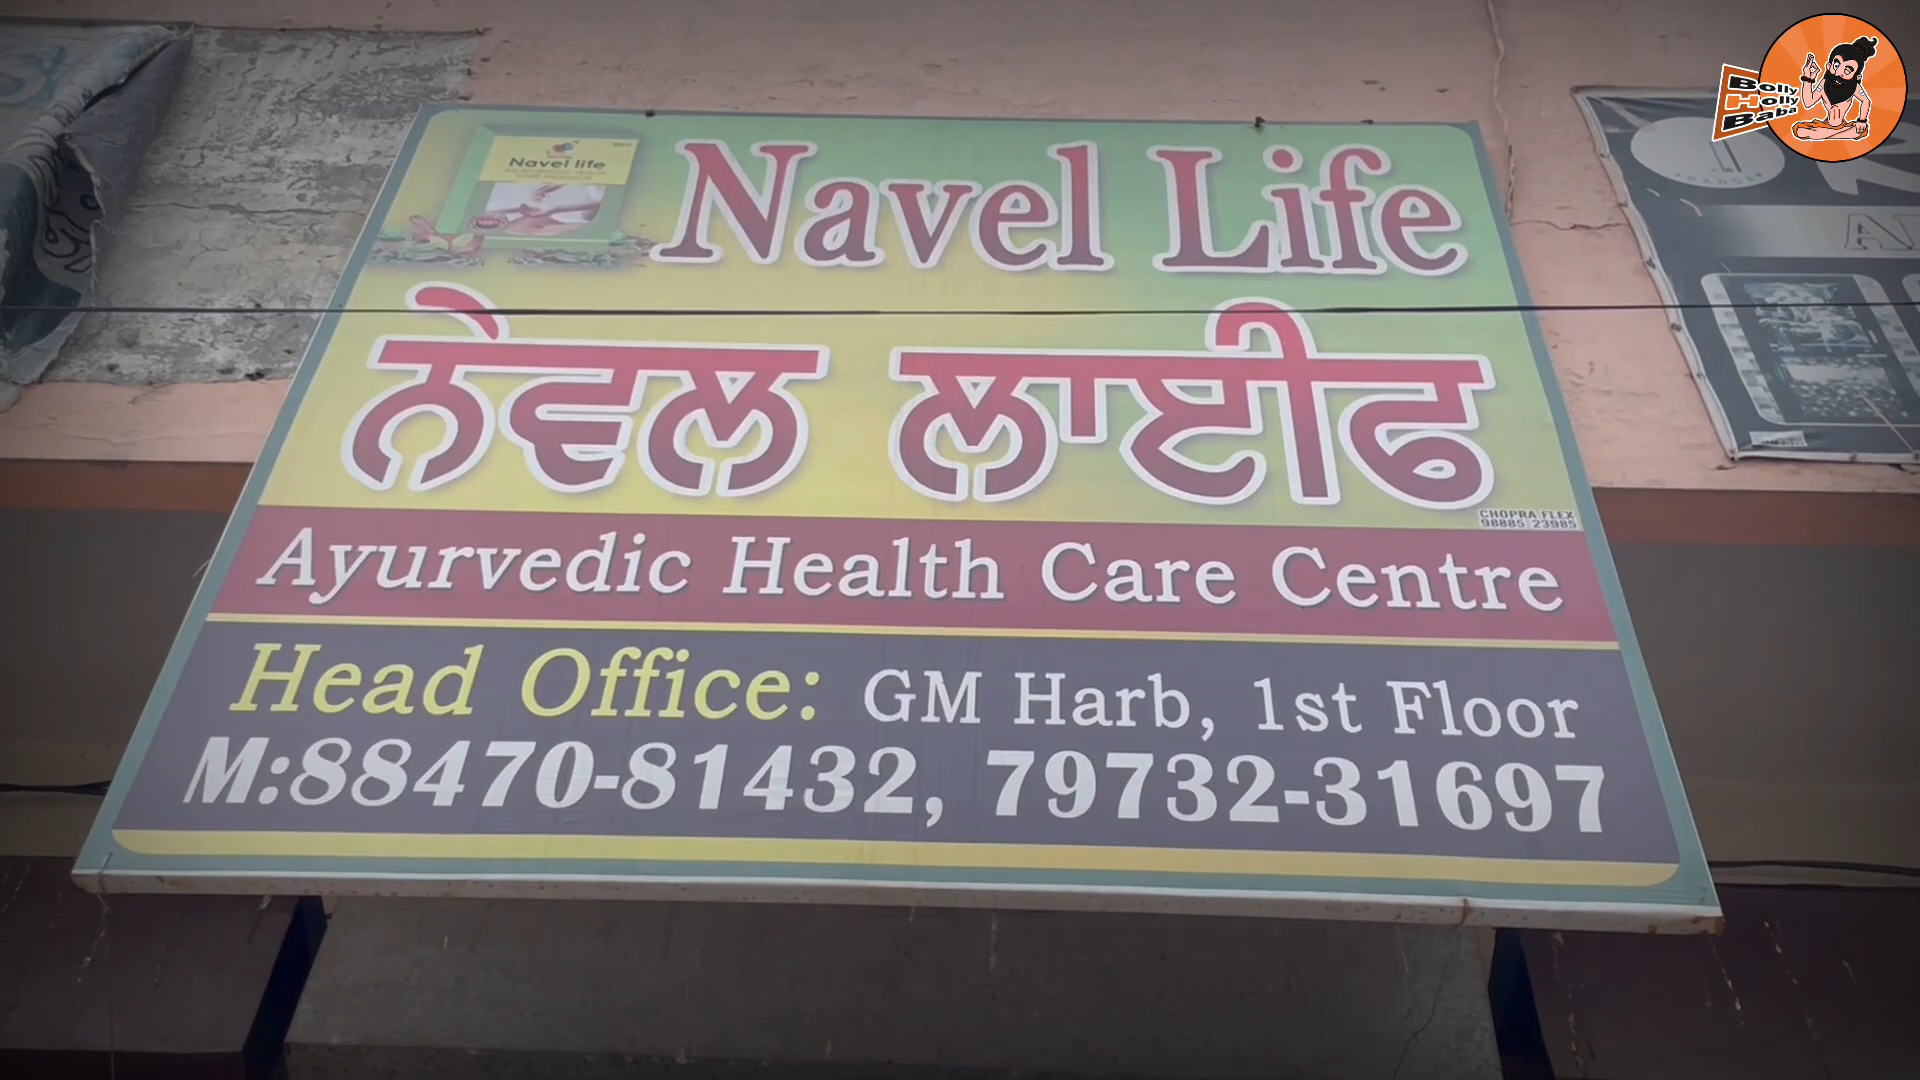 Bolly
Holly
Baba
Navel life
Navel Life
ਨੇਵਲ ਲਾਈਫ
CHOPRA FLEX
98885 23985
Ayurvedic Health Care Centre
Head Office: GM Harb, 1st Floor
M:88470-81432, 79732-31697